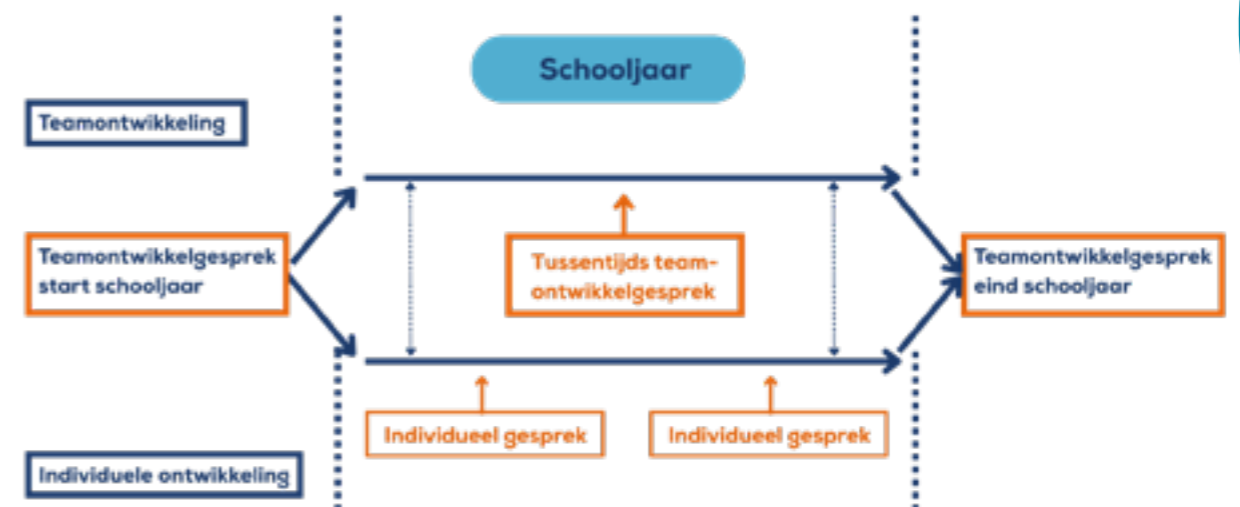 Schooljaar
Teamontwikkeling
Teamontwikkelgesprek
start schooljaar
Tussentijds team-
ontwikkelgesprek
Teamontwikkelgesprek
eind schooljaar
Individueel gesprek
Individueel gesprek
Individuele ontwikkeling